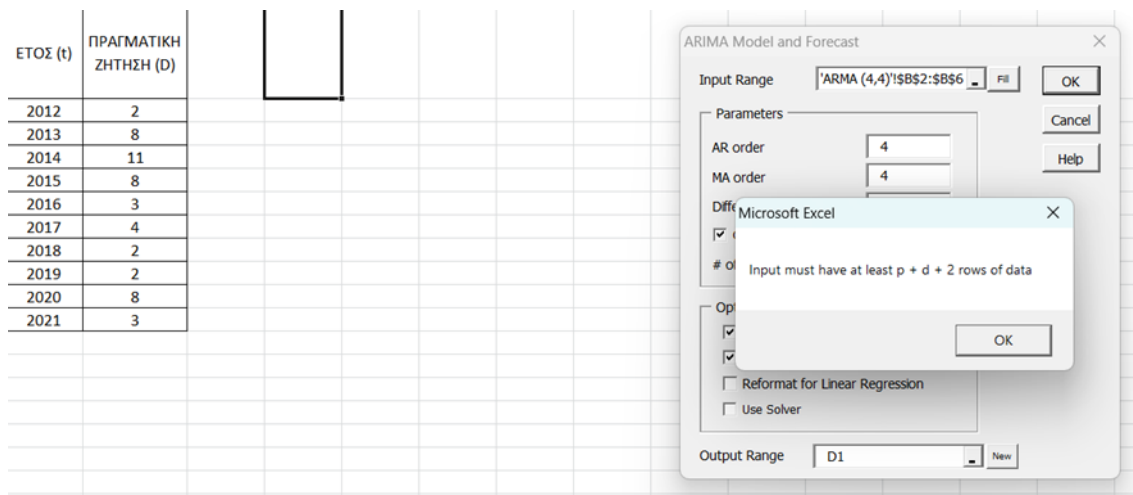 ΕΤΟΣ (t) ΠΡΑΓΜΑΤΙΚΗ ΖΗΤΗΣΗ (D)
2012 2
2013 8
2014 11
2015 8
2016 3
2017 4
2018 2
2019 2
2020 8
2021 3
ARIMA Model and Forecast
Input Range 'ARMA (4,4)'!$B$2:$B$6 Fill OK
Parameters
Cancel
AR order 4
Help
MA order 4
Diffe
# of
Microsoft Excel
Input must have at least p + d + 2 rows of data
OK
Opt
Reformat for Linear Regression
Use Solver
Output Range D1 New